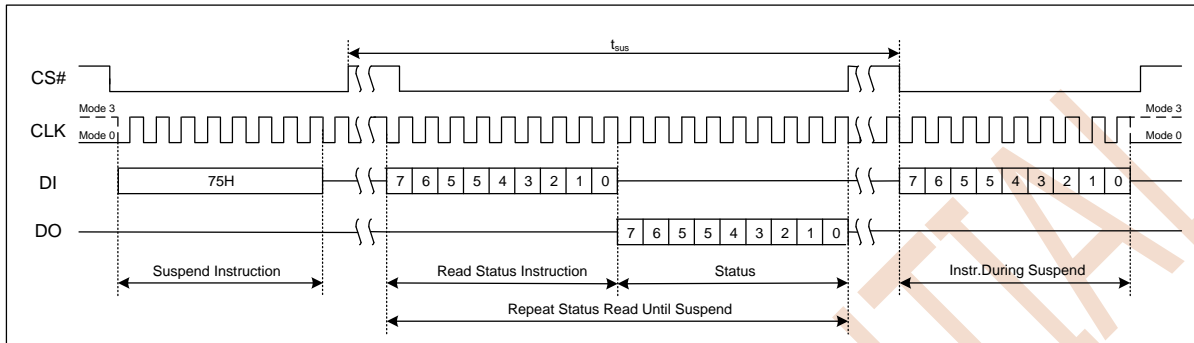 tsus
CS#
CLK
Mode 3
Mode 0
Mode 3
Mode 0
DI
75H
7 6 5 5 4 3 2 1 0
7 6 5 5 4 3 2 1 0
DO
7 6 5 5 4 3 2 1 0
Suspend Instruction
Read Status Instruction
Status
Instr.During Suspend
Repeat Status Read Until Suspend